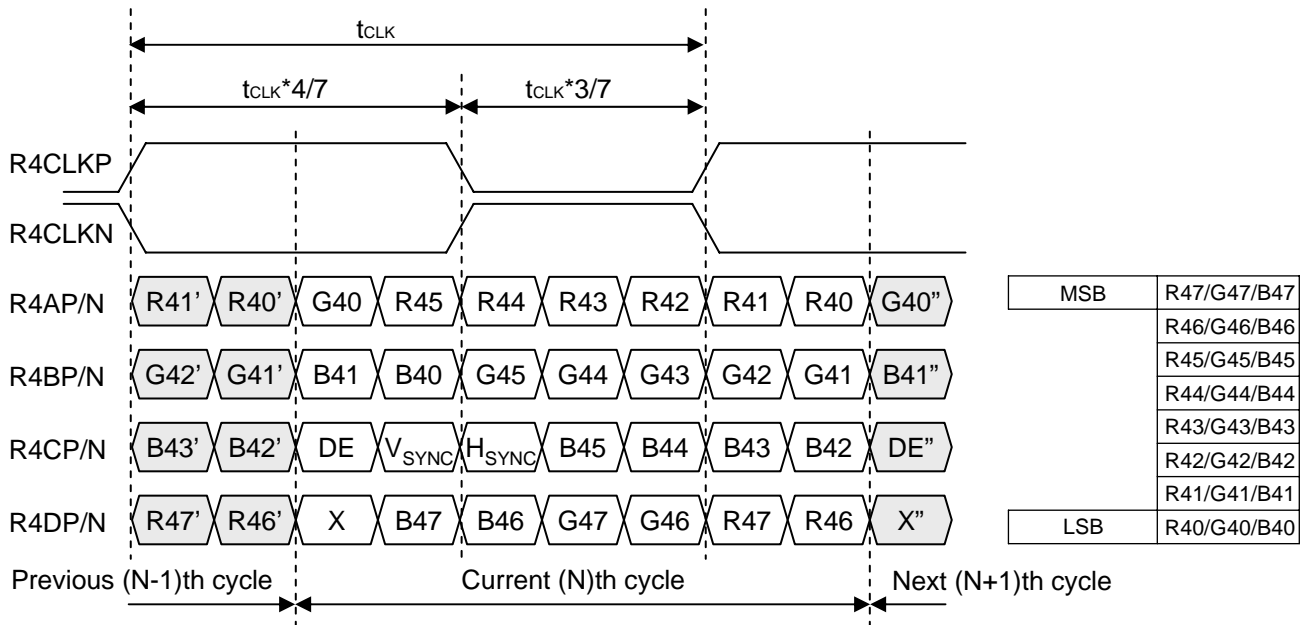 tCLK
tCLK*4/7 tCLK*3/7
R4CLKP
R4CLKN
R4AP/N R41’ R40’ G40 R45 R44 R43 R42 R41 R40 G40”
R4BP/N G42’ G41’ B41 B40 G45 G44 G43 G42 G41 B41”
R4CP/N B43’ B42’ DE VSYNC HSYNC B45 B44 B43 B42 DE”
R4DP/N R47’ R46’ X B47 B46 G47 G46 R47 R46 X”
Previous (N-1)th cycle Current (N)th cycle Next (N+1)th cycle
MSB R47/G47/B47
R46/G46/B46
R45/G45/B45
R44/G44/B44
R43/G43/B43
R42/G42/B42
R41/G41/B41
LSB R40/G40/B40